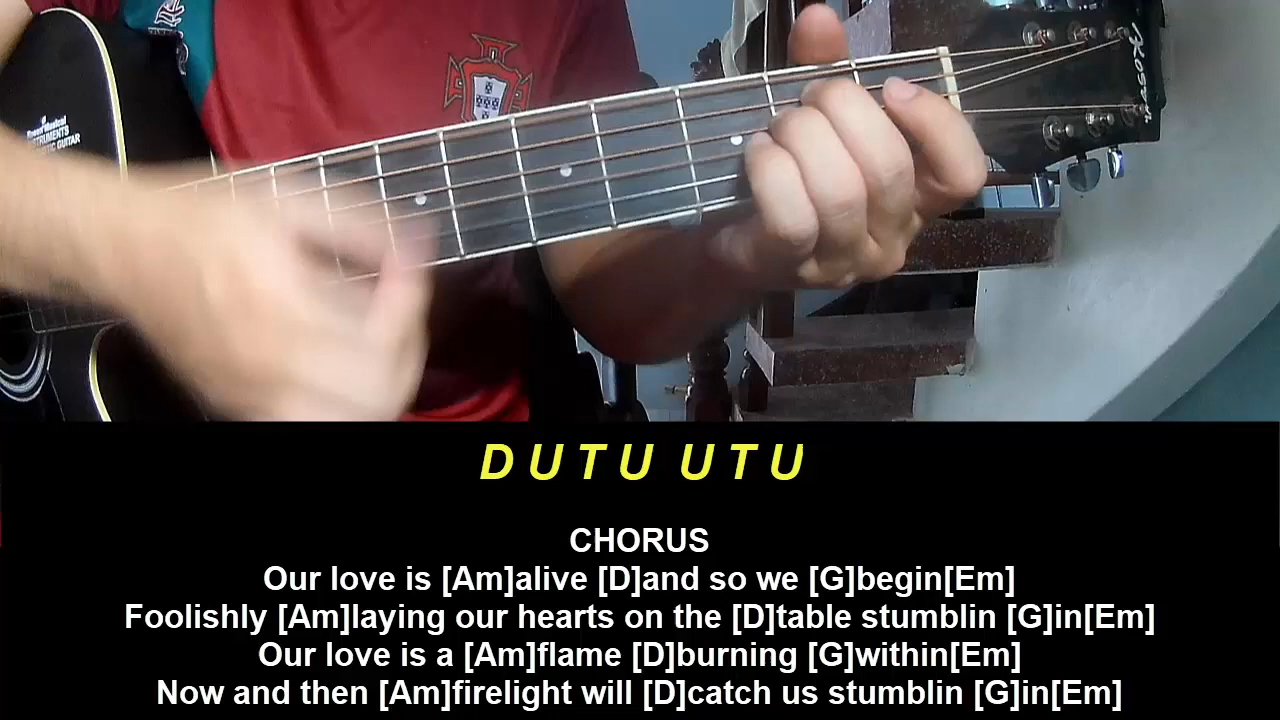 INSTRUMENTS
Kosen
D U T U U T U
CHORUS
Our love is [Am]alive [D]and so we [G]begin[Em]
Foolishly [Am]laying our hearts on the [D]table stumblin [G]in[Em]
Our love is a [Am]flame [D]burning [G]within[Em]
Now and then [Am]firelight will [D]catch us stumblin [G]in[Em]